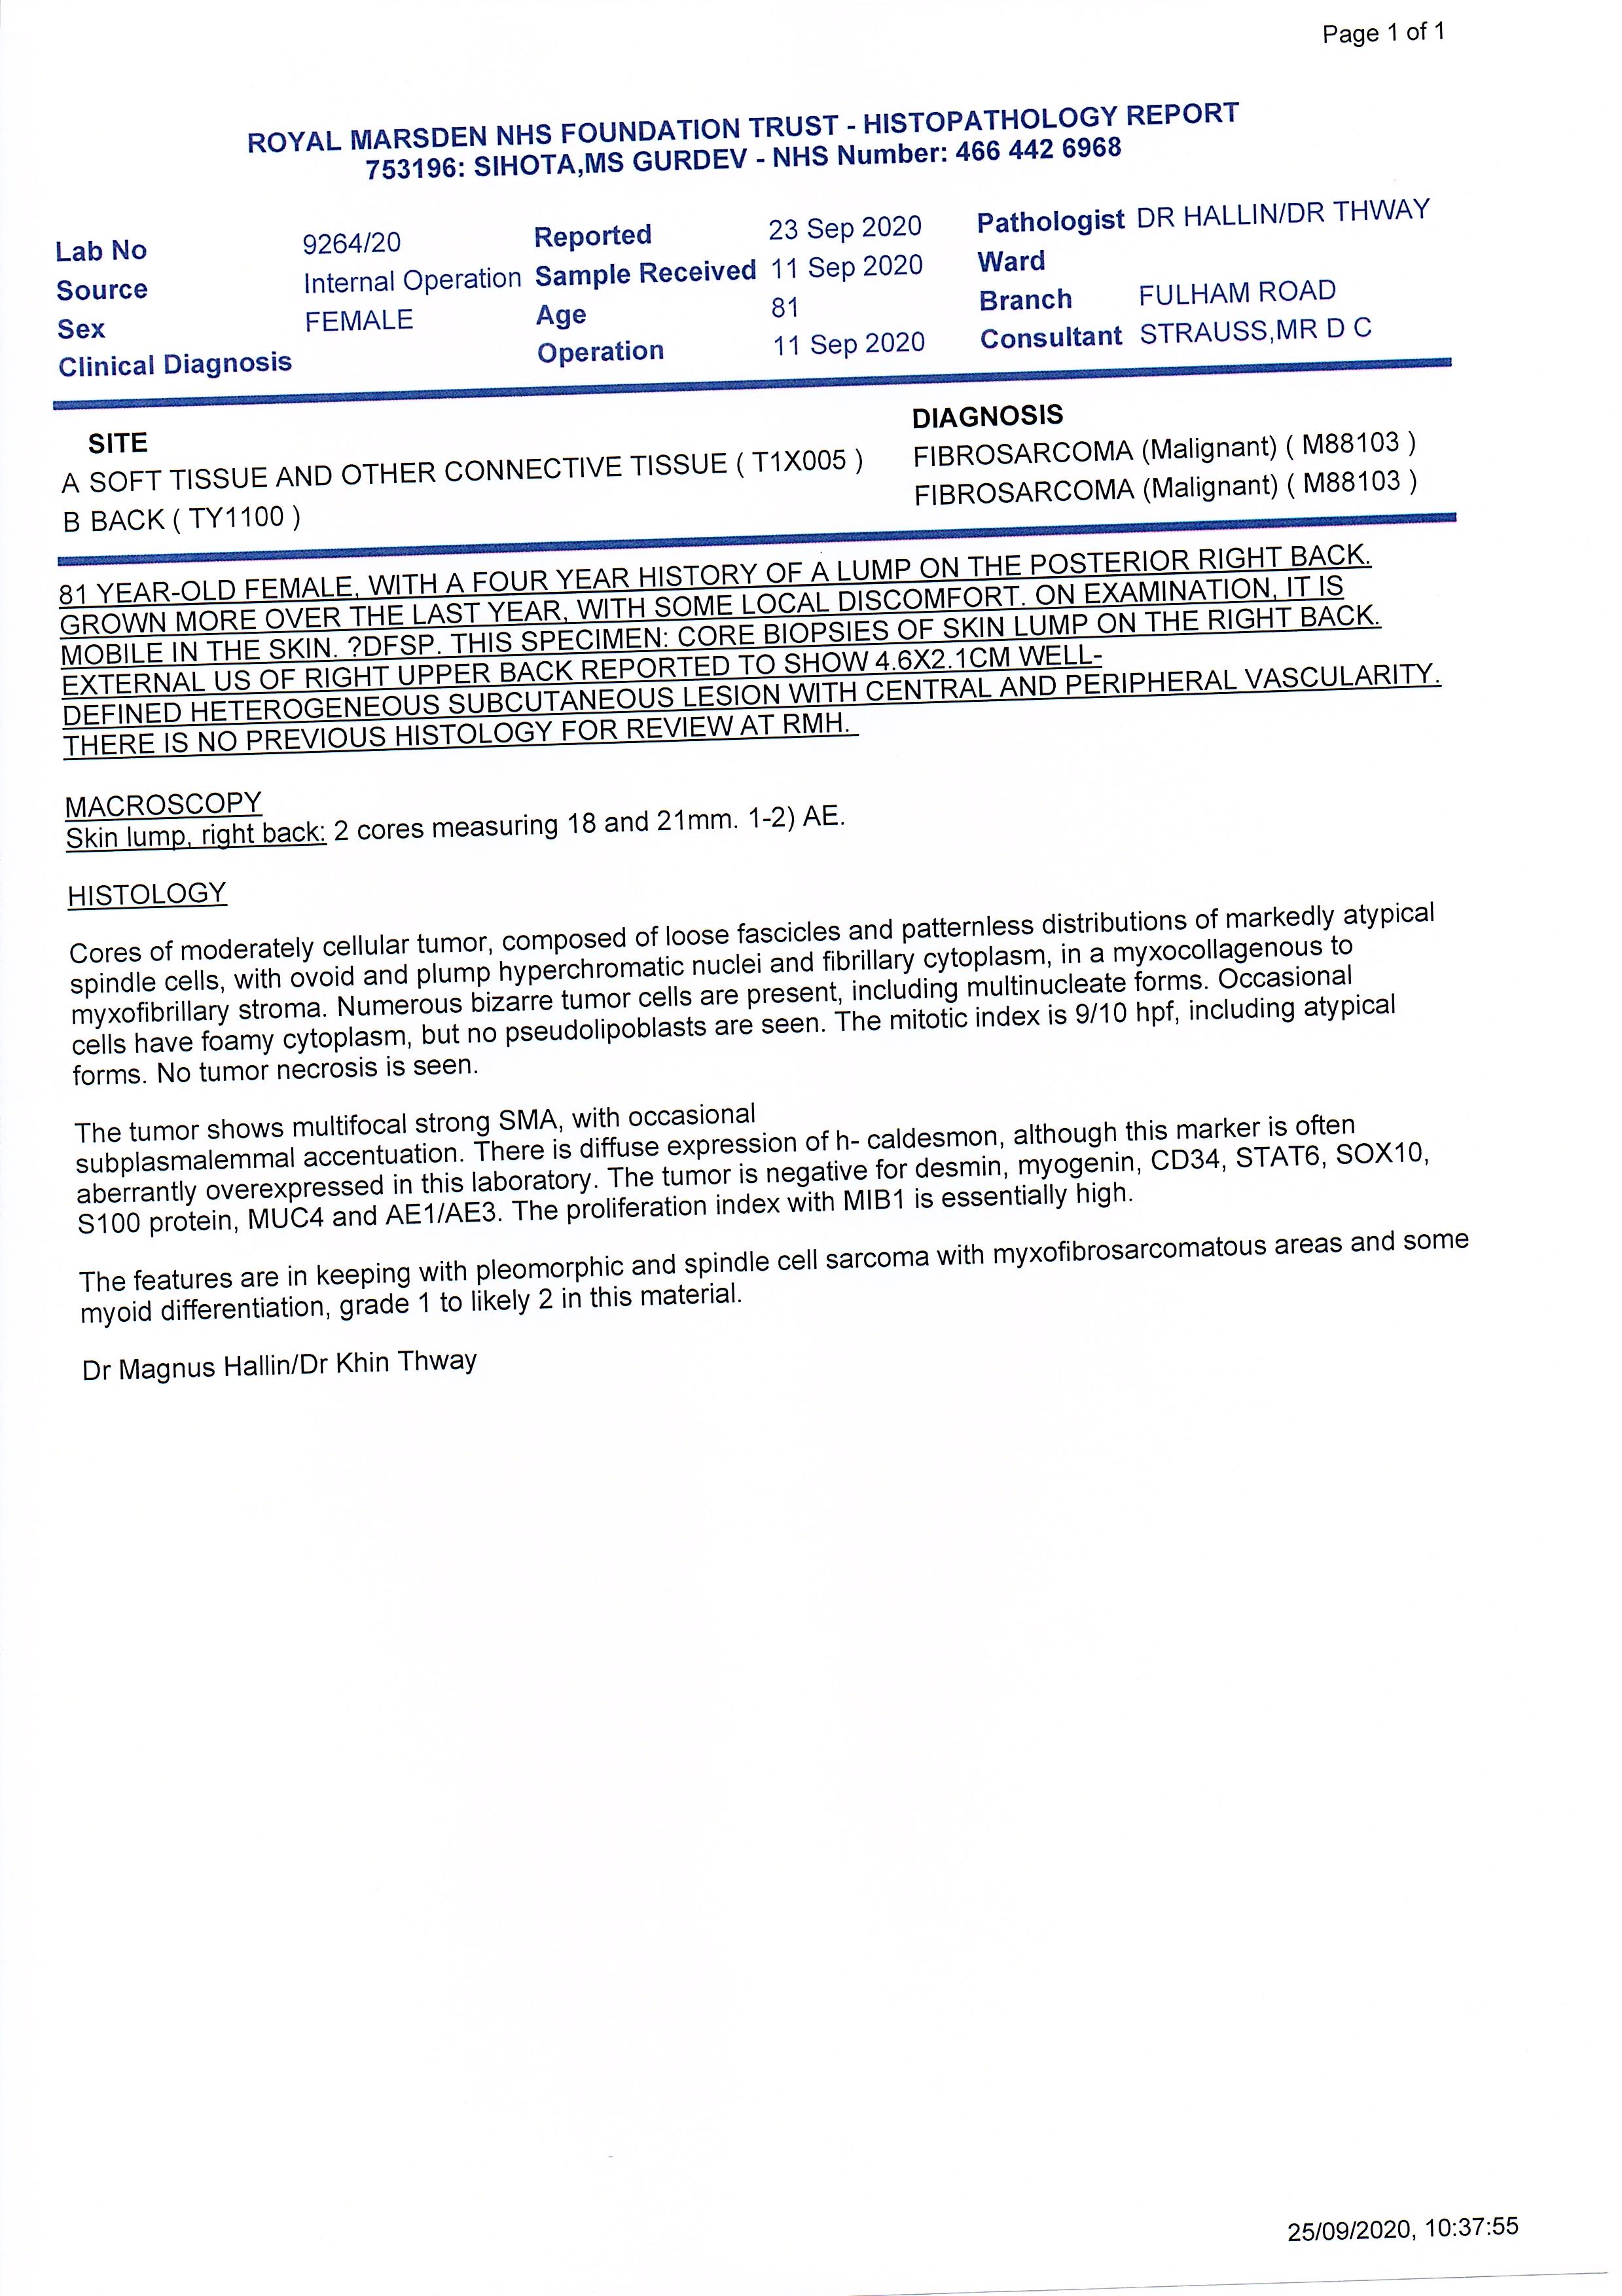 Page 1 of 1
ROYAL MARSDEN NHS FOUNDATION TRUST - HISTOPATHOLOGY REPORT
753196: SIHOTA,MS GURDEV - NHS Number: 466 442 6968
Lab No 9264/20 Reported 23 Sep 2020 Pathologist DR HALLIN/DR THWAY
Source Internal Operation Sample Received 11 Sep 2020 Ward
Sex FEMALE Age 81 Branch FULHAM ROAD
Clinical Diagnosis Operation 11 Sep 2020 Consultant STRAUSS,MR D C
SITE DIAGNOSIS
A SOFT TISSUE AND OTHER CONNECTIVE TISSUE ( T1X005 ) FIBROSARCOMA (Malignant) ( M88103 )
B BACK ( TY1100 ) FIBROSARCOMA (Malignant) ( M88103 )
81 YEAR-OLD FEMALE, WITH A FOUR YEAR HISTORY OF A LUMP ON THE POSTERIOR RIGHT BACK.
GROWN MORE OVER THE LAST YEAR, WITH SOME LOCAL DISCOMFORT. ON EXAMINATION, IT IS
MOBILE IN THE SKIN. ?DFSP. THIS SPECIMEN: CORE BIOPSIES OF SKIN LUMP ON THE RIGHT BACK.
EXTERNAL US OF RIGHT UPPER BACK REPORTED TO SHOW 4.6X2.1CM WELL-
DEFINED HETEROGENEOUS SUBCUTANEOUS LESION WITH CENTRAL AND PERIPHERAL VASCULARITY.
THERE IS NO PREVIOUS HISTOLOGY FOR REVIEW AT RMH.
MACROSCOPY
Skin lump, right back: 2 cores measuring 18 and 21mm. 1-2) AE.
HISTOLOGY
Cores of moderately cellular tumor, composed of loose fascicles and patternless distributions of markedly atypical
spindle cells, with ovoid and plump hyperchromatic nuclei and fibrillary cytoplasm, in a myxocollagenous to
myxofibrillary stroma. Numerous bizarre tumor cells are present, including multinucleate forms. Occasional
cells have foamy cytoplasm, but no pseudolipoblasts are seen. The mitotic index is 9/10 hpf, including atypical
forms. No tumor necrosis is seen.
The tumor shows multifocal strong SMA, with occasional
subplasmalemmal accentuation. There is diffuse expression of h- caldesmon, although this marker is often
aberrantly overexpressed in this laboratory. The tumor is negative for desmin, myogenin, CD34, STAT6, SOX10,
S100 protein, MUC4 and AE1/AE3. The proliferation index with MIB1 is essentially high.
The features are in keeping with pleomorphic and spindle cell sarcoma with myxofibrosarcomatous areas and some
myoid differentiation, grade 1 to likely 2 in this material.
Dr Magnus Hallin/Dr Khin Thway
25/09/2020, 10:37:55